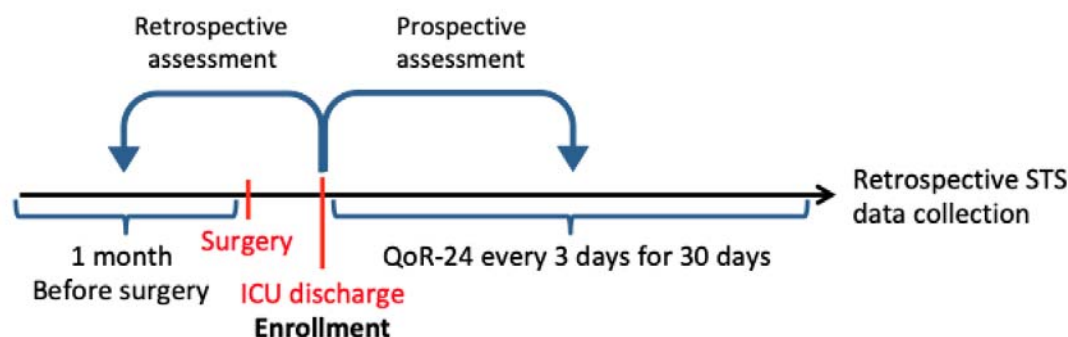 Retrospective
assessment
Prospective
assessment
Retrospective STS
data collection
Surgery
1 month
Before surgery
QoR-24 every 3 days for 30 days
ICU discharge
Enrollment